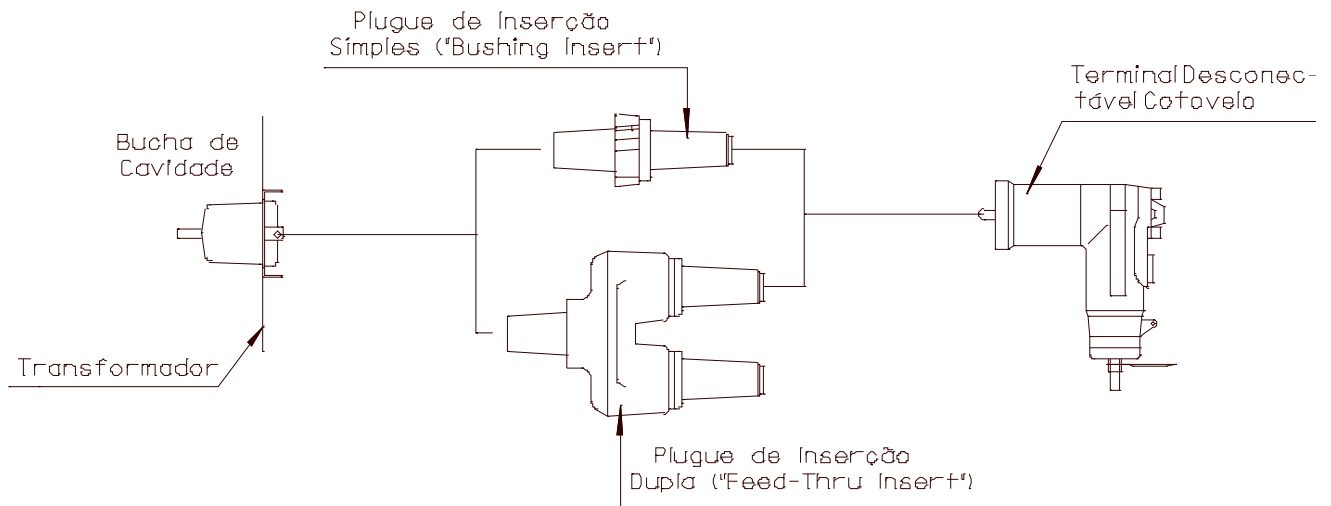 Plugue de Inserção
Simples ("Bushing Insert")
Terminal Desconec-
tável Cotovelo
Bucha de
Cavidade
Transformador
Plugue de Inserção
Dupla ("Feed-Thru Insert")